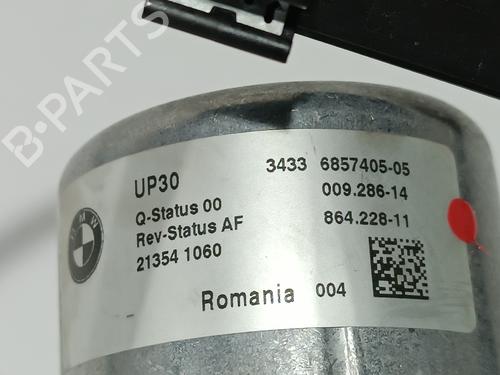 B-PARTS
BMW
UP30
3433 6857405-05
Q-Status 00
009.286-14
Rev-Status AF
864.228-11
21354 1060
Romania 004